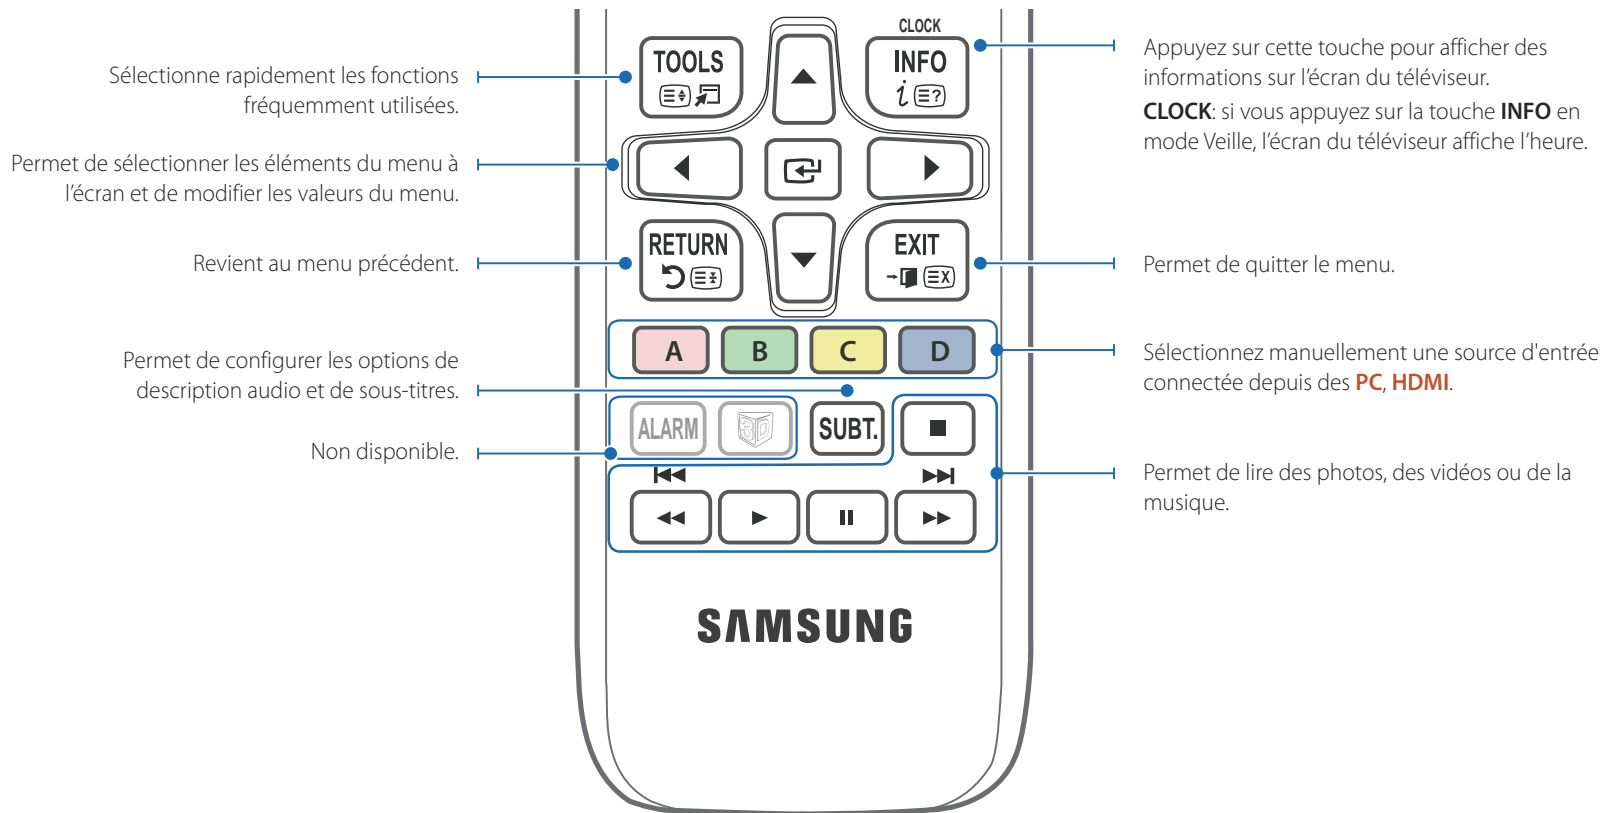 Sélectionne rapidement les fonctions
fréquemment utilisées.
Permet de sélectionner les éléments du menu à
l'écran et de modifier les valeurs du menu.
Revient au menu précédent.
Permet de configurer les options de
description audio et de sous-titres.
Non disponible.
CLOCK
TOOLS
INFO
RETURN
EXIT
A B C D
ALARM 3D SUBT.
SAMSUNG
Appuyez sur cette touche pour afficher des
informations sur l'écran du téléviseur.
CLOCK: si vous appuyez sur la touche INFO en
mode Veille, l'écran du téléviseur affiche l'heure.
Permet de quitter le menu.
Sélectionnez manuellement une source d'entrée
connectée depuis des PC, HDMI.
Permet de lire des photos, des vidéos ou de la
musique.